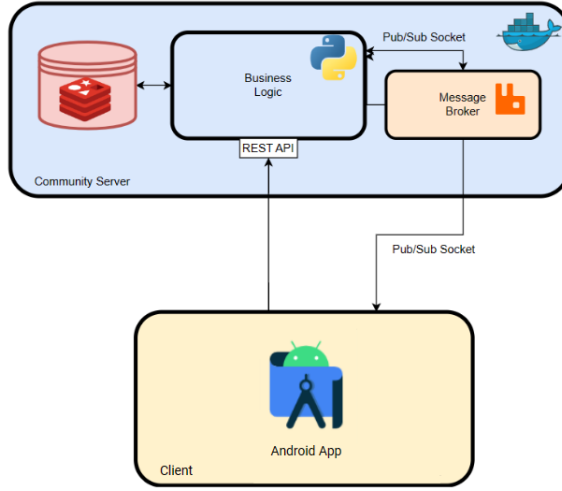 Pub/Sub Socket
Business
Logic
Message
Broker
REST API
Community Server
Pub/Sub Socket
Android App
Client